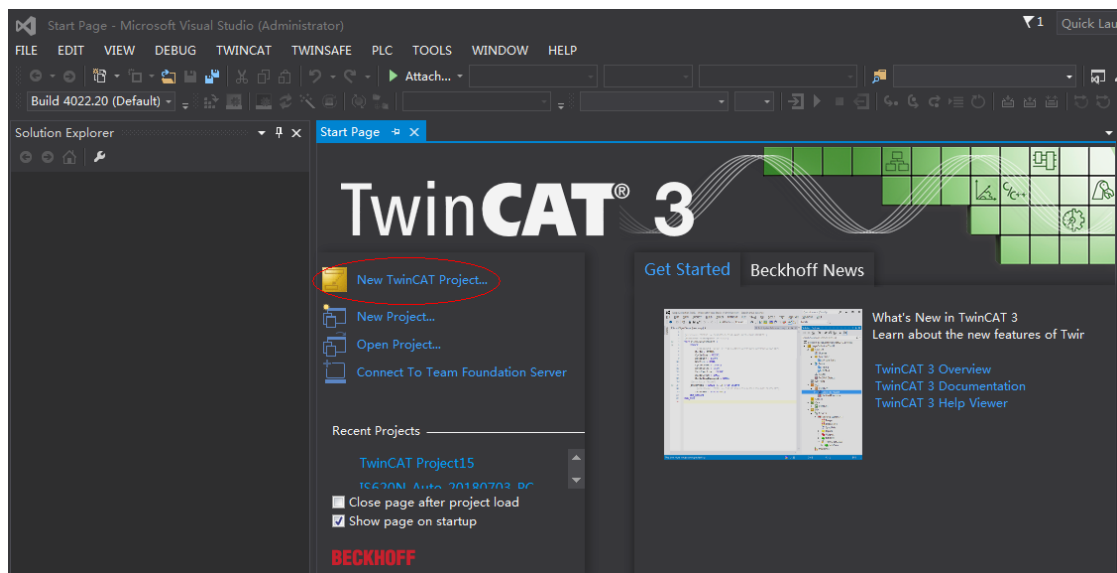 Start Page - Microsoft Visual Studio (Administrator)
1
Quick Lau
FILE EDIT VIEW DEBUG TWINCAT TWINSAFE PLC TOOLS WINDOW HELP
Attach...
Build 4022.20 (Default)
Solution Explorer
Start Page
TwinCAT® 3
C/C++
New TwinCAT Project...
New Project...
Open Project...
Connect To Team Foundation Server
Recent Projects
TwinCAT Project15
IS620N_Auto_20180703_PC
Close page after project load
Show page on startup
BECKHOFF
Get Started Beckhoff News
What's New in TwinCAT 3
Learn about the new features of Twir
TwinCAT 3 Overview
TwinCAT 3 Documentation
TwinCAT 3 Help Viewer